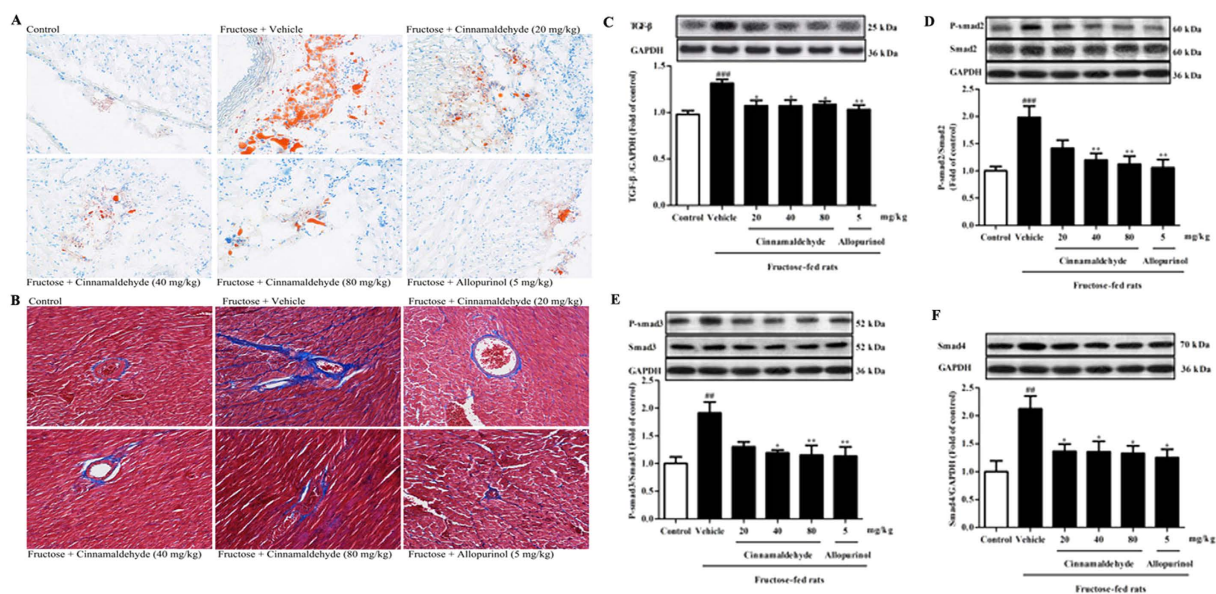 A
Control
Fructose + Vehicle
Fructose + Cinnamaldehyde (20 mg/kg)
Fructose + Cinnamaldehyde (40 mg/kg)
Fructose + Cinnamaldehyde (80 mg/kg)
Fructose + Allopurinol (5 mg/kg)
B
Control
Fructose + Vehicle
Fructose + Cinnamaldehyde (20 mg/kg)
Fructose + Cinnamaldehyde (40 mg/kg)
Fructose + Cinnamaldehyde (80 mg/kg)
Fructose + Allopurinol (5 mg/kg)
C
TGF-β 25 kDa
GAPDH 36 kDa
TGF-β /GAPDH (Fold of control)
1.5
1.0
0.5
0.0
###
* * * **
Control Vehicle 20 40 80 5 mg/kg
Cinnamaldehyde Allopurinol
Fructose-fed rats
D
P-smad2 60 kDa
Smad2 60 kDa
GAPDH 36 kDa
P-smad2/Smad2
(Fold of control)
2.5
2.0
1.5
1.0
0.5
0.0
###
** ** **
Control Vehicle 20 40 80 5 mg/kg
Cinnamaldehyde Allopurinol
Fructose-fed rats
E
P-smad3 52 kDa
Smad3 52 kDa
GAPDH 36 kDa
P-smad3/Smad3 (Fold of control)
2.5
2.0
1.5
1.0
0.5
0.0
##
* ** **
Control Vehicle 20 40 80 5 mg/kg
Cinnamaldehyde Allopurinol
Fructose-fed rats
F
Smad4 70 kDa
GAPDH 36 kDa
Smad4/GAPDH (Fold of control)
2.5
2.0
1.5
1.0
0.5
0.0
##
* * * *
Control Vehicle 20 40 80 5 mg/kg
Cinnamaldehyde Allopurinol
Fructose-fed rats